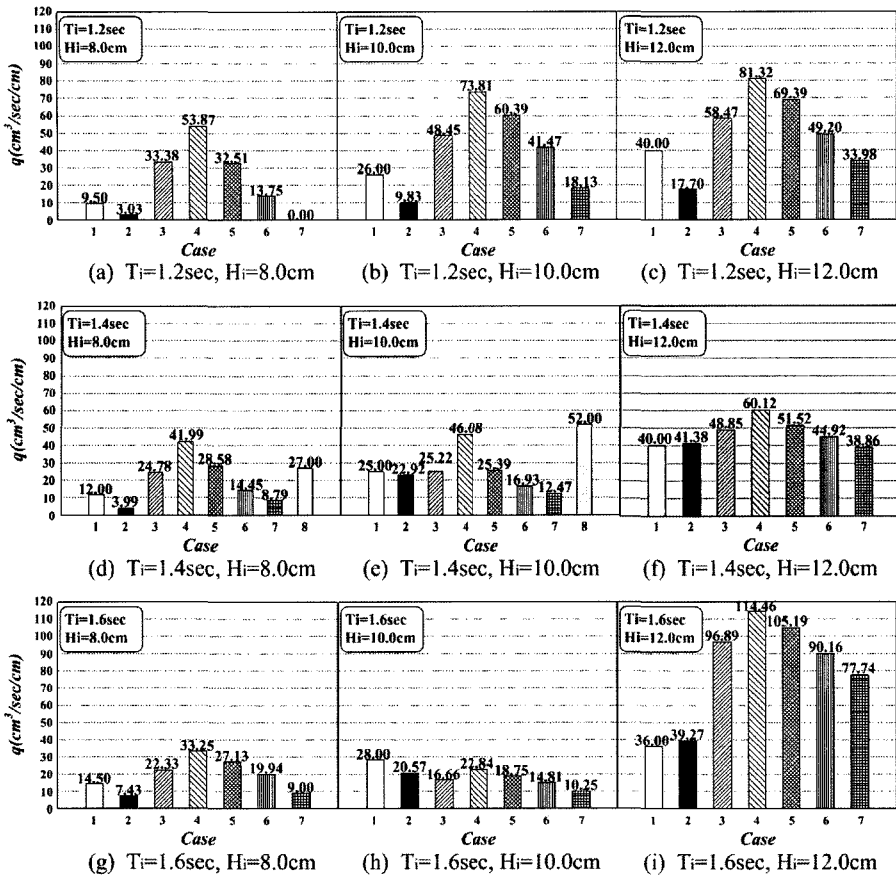 120
110
100
90
80
70
60
50
40
30
20
10
0
q(cm³/sec/cm)
Ti=1.2sec
Hi=8.0cm
9.50
3.03
33.38
53.87
32.51
13.75
0.00
1 2 3 4 5 6 7
Case
(a) Ti=1.2sec, Hi=8.0cm
Ti=1.2sec
Hi=10.0cm
26.00
9.83
48.45
73.81
60.39
41.47
18.13
1 2 3 4 5 6 7
Case
(b) Ti=1.2sec, Hi=10.0cm
Ti=1.2sec
Hi=12.0cm
40.00
17.70
58.47
81.32
69.39
49.20
33.98
1 2 3 4 5 6 7
Case
(c) Ti=1.2sec, Hi=12.0cm
120
110
100
90
80
70
60
50
40
30
20
10
0
q(cm³/sec/cm)
Ti=1.4sec
Hi=8.0cm
12.00
3.99
24.78
41.99
28.58
14.45
8.79
27.00
1 2 3 4 5 6 7 8
Case
(d) Ti=1.4sec, Hi=8.0cm
Ti=1.4sec
Hi=10.0cm
25.00
22.92
25.22
46.08
25.39
16.93
12.47
52.00
1 2 3 4 5 6 7 8
Case
(e) Ti=1.4sec, Hi=10.0cm
Ti=1.4sec
Hi=12.0cm
40.00
41.38
48.85
60.12
51.52
44.92
38.86
1 2 3 4 5 6 7
Case
(f) Ti=1.4sec, Hi=12.0cm
120
110
100
90
80
70
60
50
40
30
20
10
0
q(cm³/sec/cm)
Ti=1.6sec
Hi=8.0cm
14.50
7.43
22.33
33.25
27.13
19.94
9.00
1 2 3 4 5 6 7
Case
(g) Ti=1.6sec, Hi=8.0cm
Ti=1.6sec
Hi=10.0cm
28.00
20.57
16.66
22.84
18.75
14.81
10.25
1 2 3 4 5 6 7
Case
(h) Ti=1.6sec, Hi=10.0cm
Ti=1.6sec
Hi=12.0cm
36.00
39.27
96.89
114.46
105.19
90.16
77.74
1 2 3 4 5 6 7
Case
(i) Ti=1.6sec, Hi=12.0cm